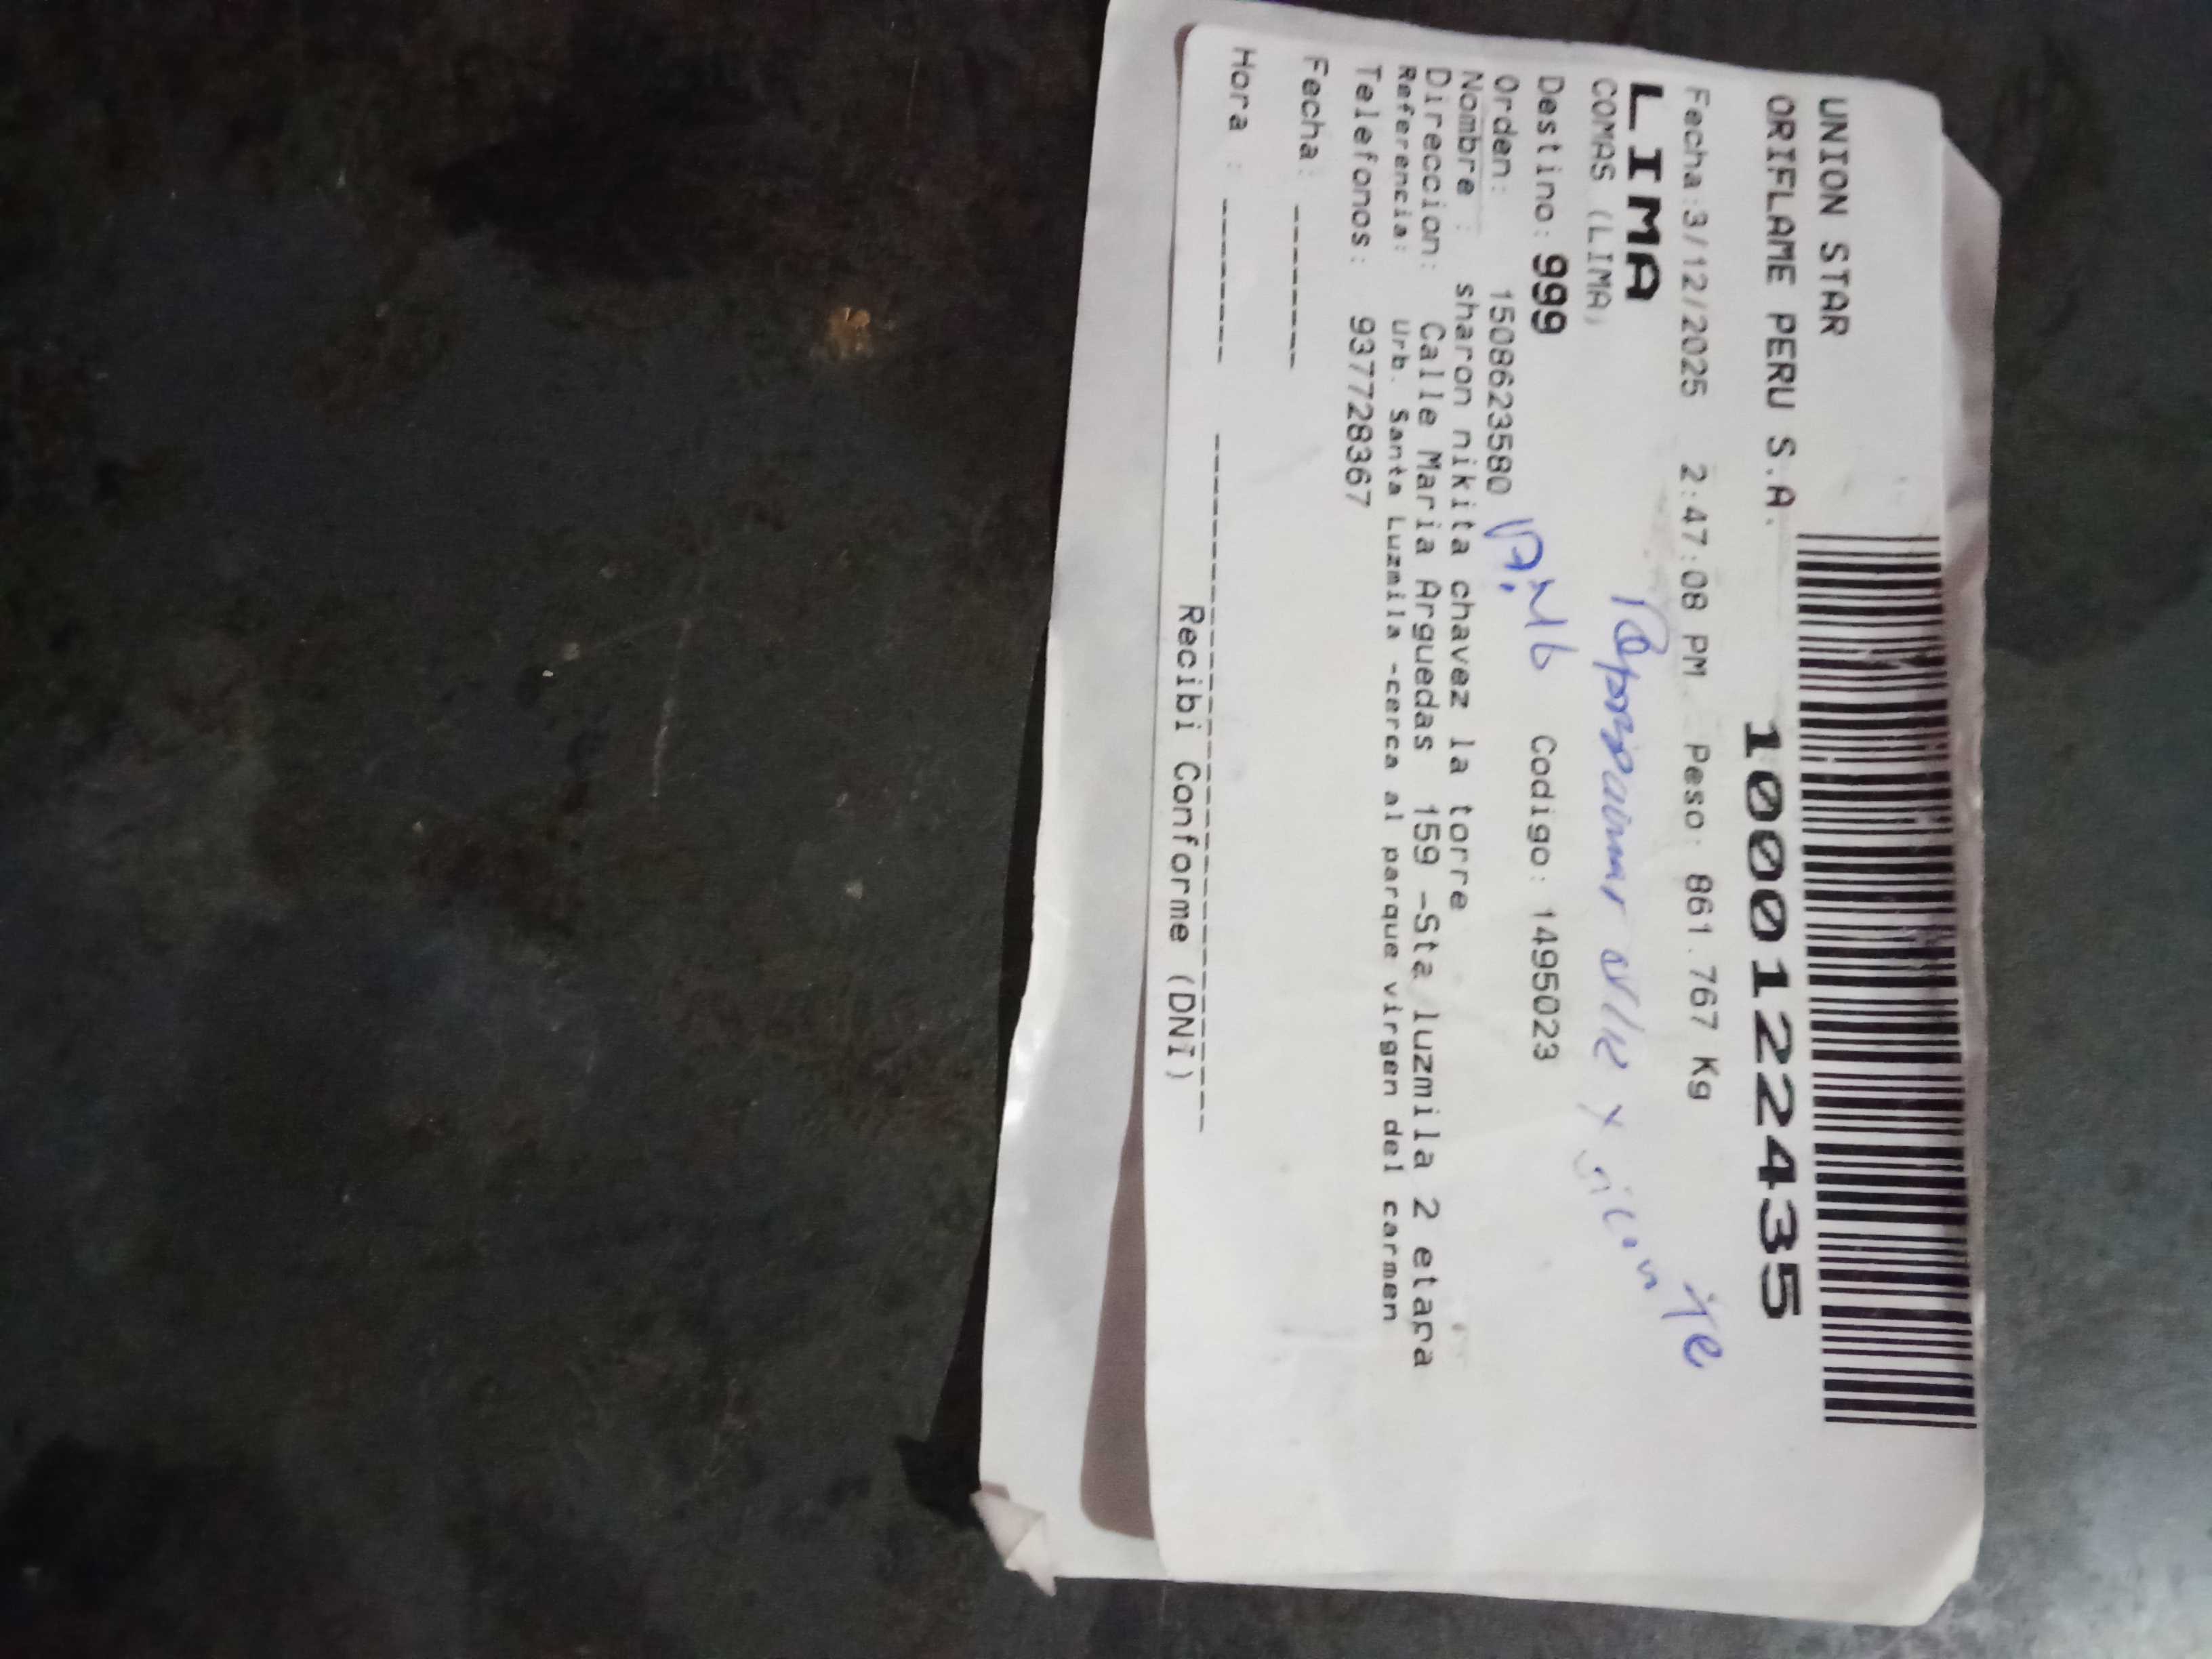 UNION STAR
ORIFLAME PERU S.A.
100012 2435
Fecha:3/12/2025 2:47:08 PM Peso: 861.767 Kg
LIMA
COMAS (LIMA)
Destino: 999 Codigo: 1495023
Orden: 1508623580
Nombre : sharon nikita chavez la torre
Direccion: Calle Maria Arguedas 159 -Sta luzmila 2 etapa
Referencia: Urb. Santa Luzmila -cerca al parque virgen del carmen
Telefonos: 937728367
Fecha: -------
Hora : -------
Recibi Conforme (DNI)